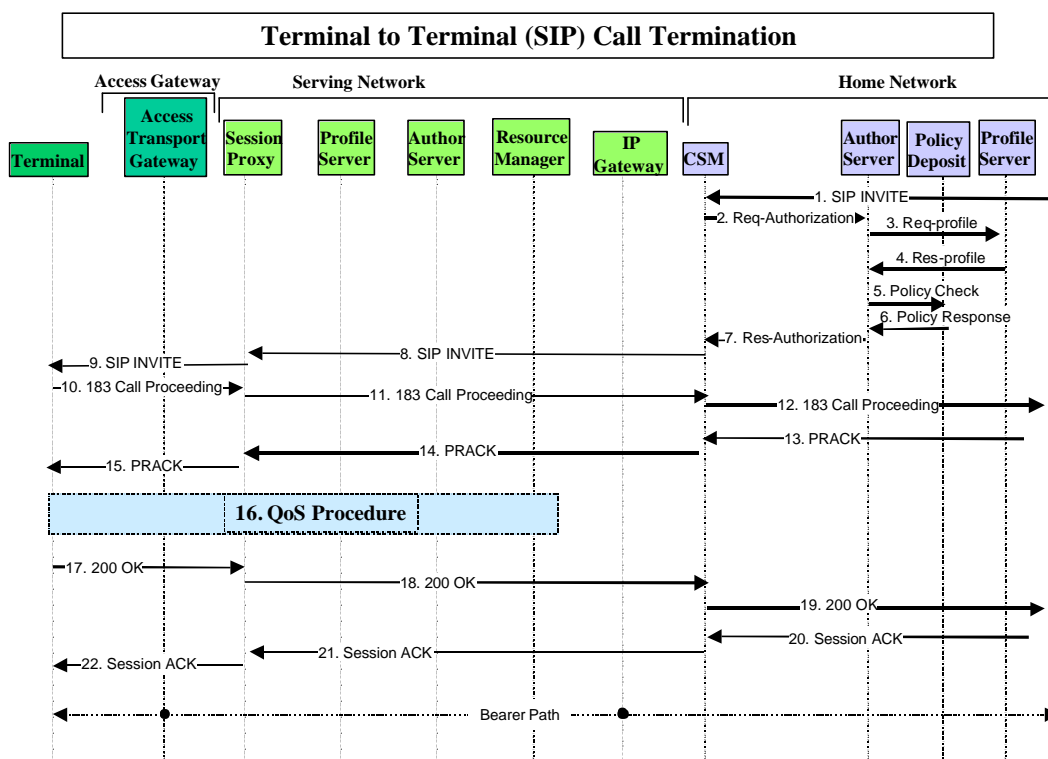 Terminal to Terminal (SIP) Call Termination
Access Gateway
Serving Network
Home Network
Terminal
Access
Transport
Gateway
Session
Proxy
Profile
Server
Author
Server
Resource
Manager
IP
Gateway
CSM
Author
Server
Policy
Deposit
Profile
Server
1. SIP INVITE
2. Req-Authorization
3. Req-profile
4. Res-profile
5. Policy Check
6. Policy Response
7. Res-Authorization
8. SIP INVITE
9. SIP INVITE
10. 183 Call Proceeding
11. 183 Call Proceeding
12. 183 Call Proceeding
13. PRACK
14. PRACK
15. PRACK
16. QoS Procedure
17. 200 OK
18. 200 OK
19. 200 OK
20. Session ACK
21. Session ACK
22. Session ACK
Bearer Path